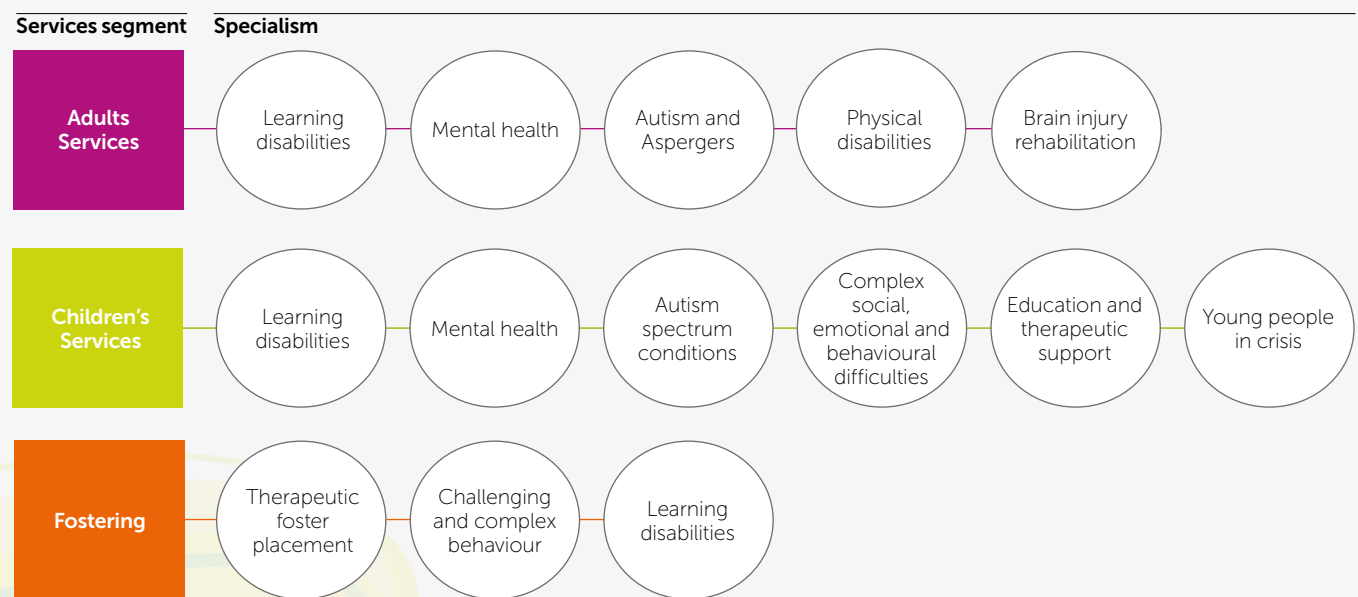 Services segment
Specialism
Adults
Services
Learning
disabilities
Mental health
Autism and
Aspergers
Physical
disabilities
Brain injury
rehabilitation
Children's
Services
Learning
disabilities
Mental health
Autism
spectrum
conditions
Complex
social,
emotional and
behavioural
difficulties
Education and
therapeutic
support
Young people
in crisis
Fostering
Therapeutic
foster
placement
Challenging
and complex
behaviour
Learning
disabilities